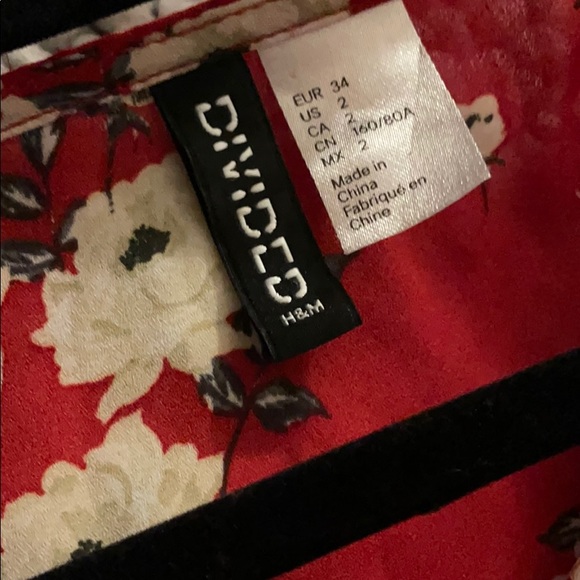 DIVIDED
H&M
EUR 34
US 2
CA 2
CN 160/80A
MX 2
Made in
China
Fabriqué en
Chine